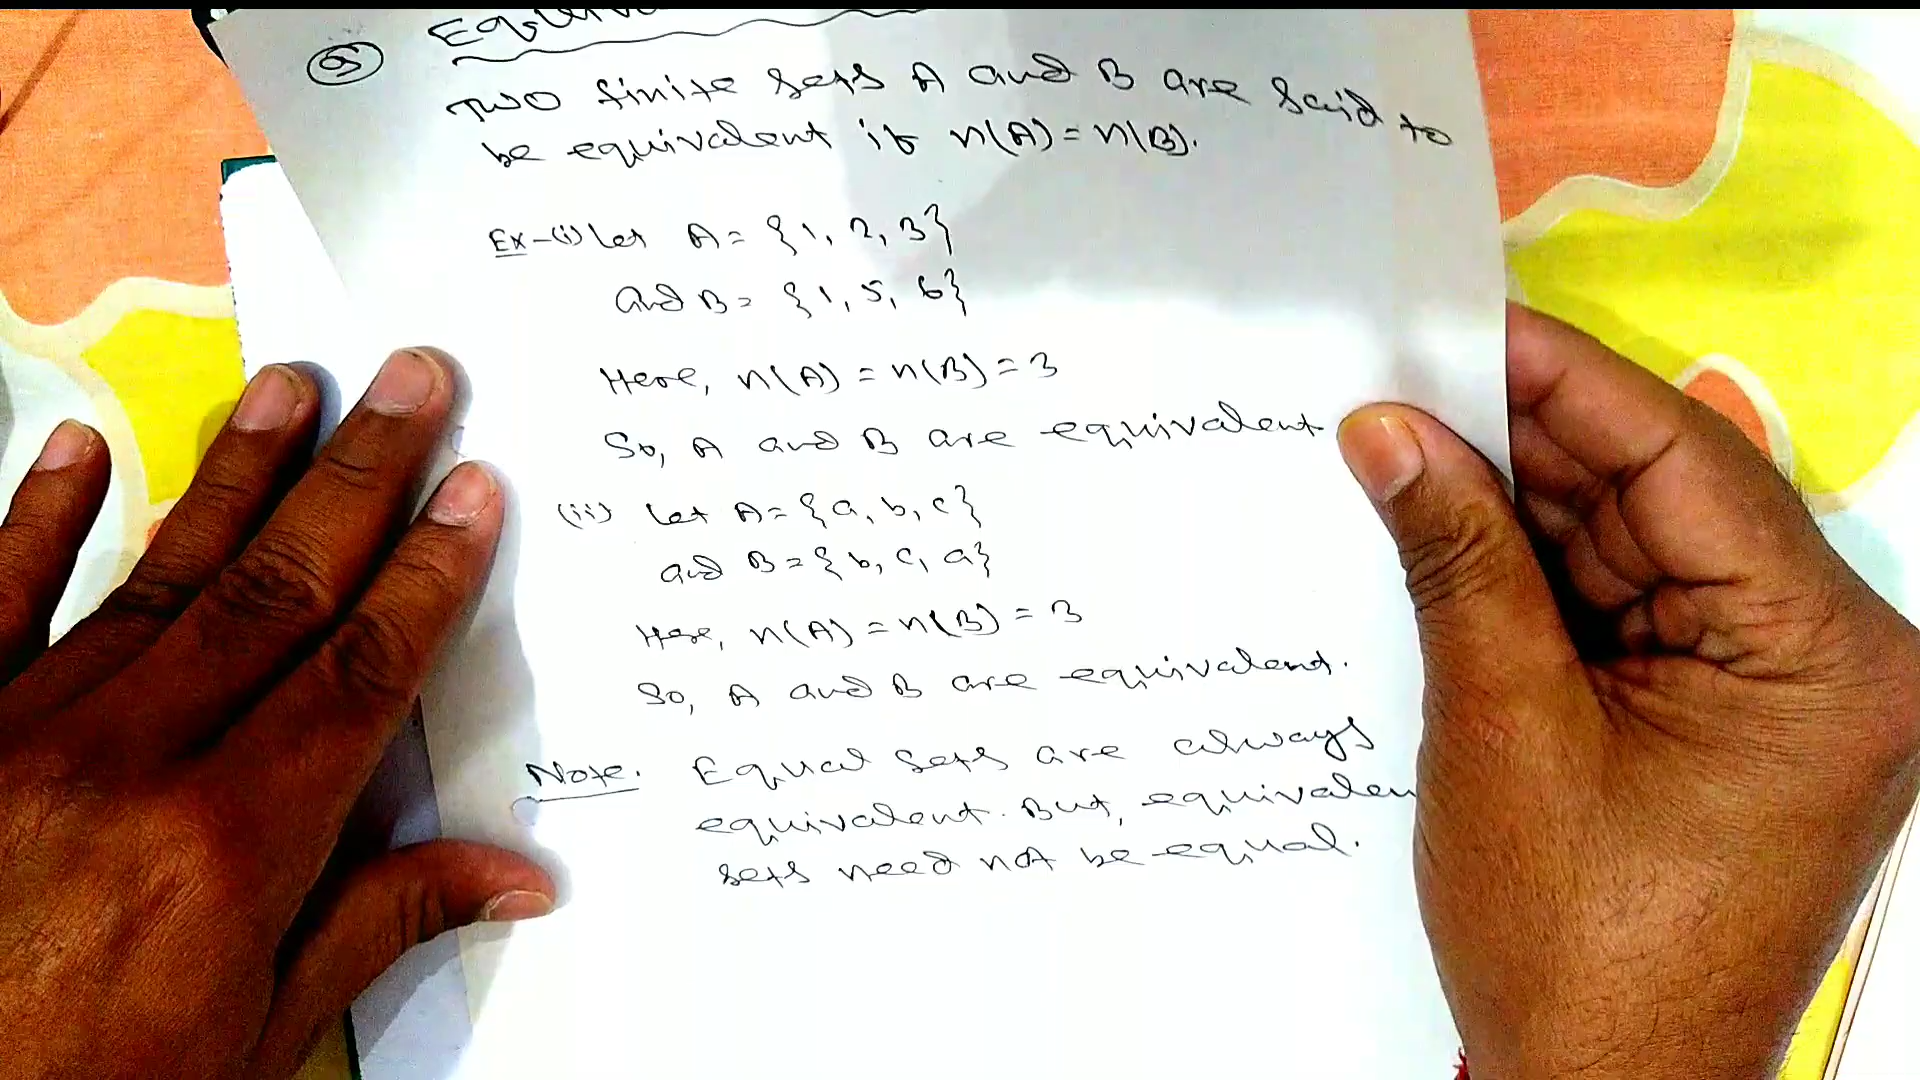 ⑤
Two finite sets A and B are said to
be equivalent if n(A) = n(B).
Ex-(i) Let A = {1, 2, 3}
and B = {1, 5, 6}
Here, n(A) = n(B) = 3
So, A and B are equivalent
(ii) Let A = {a, b, c}
and B = {b, c, a}
Here, n(A) = n(B) = 3
So, A and B are equivalent.
Note. Equal sets are always
equivalent. But, equivalen
sets need not be equal.